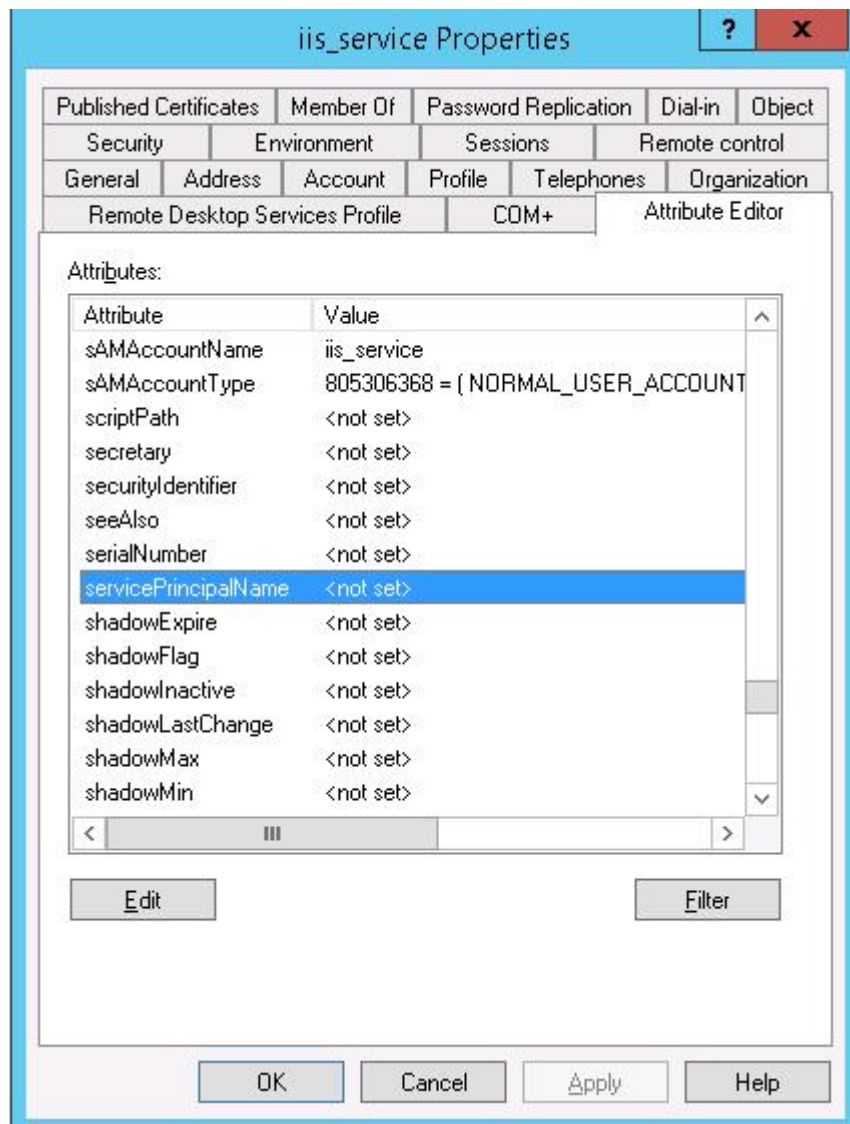 iis_service Properties
? x
Published Certificates Member Of Password Replication Dial-in Object
Security Environment Sessions Remote control
General Address Account Profile Telephones Organization
Remote Desktop Services Profile COM+ Attribute Editor
Attributes:
Attribute Value
sAMAccountName iis_service
sAMAccountType 805306368 = ( NORMAL_USER_ACCOUNT
scriptPath <not set>
secretary <not set>
securityIdentifier <not set>
seeAlso <not set>
serialNumber <not set>
servicePrincipalName <not set>
shadowExpire <not set>
shadowFlag <not set>
shadowInactive <not set>
shadowLastChange <not set>
shadowMax <not set>
shadowMin <not set>
Edit Filter
OK Cancel Apply Help